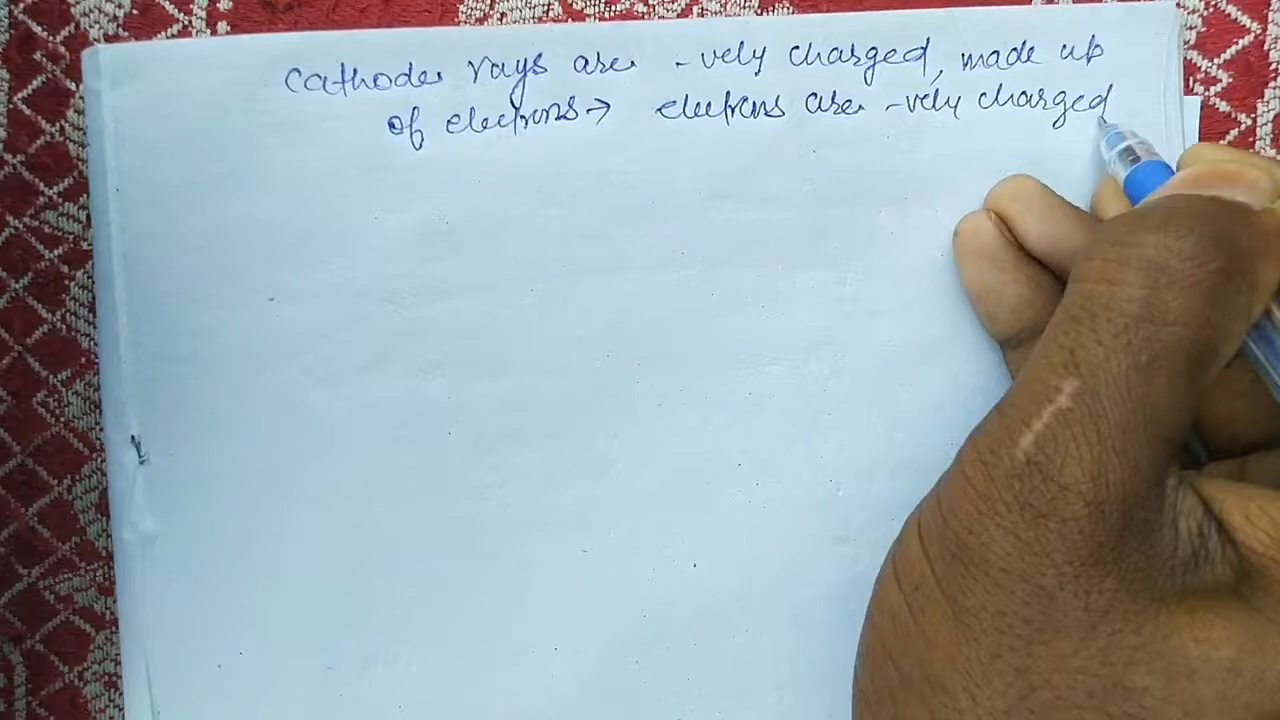 Cathode rays are -vely charged, made up
of electrons → electrons are -vely charged